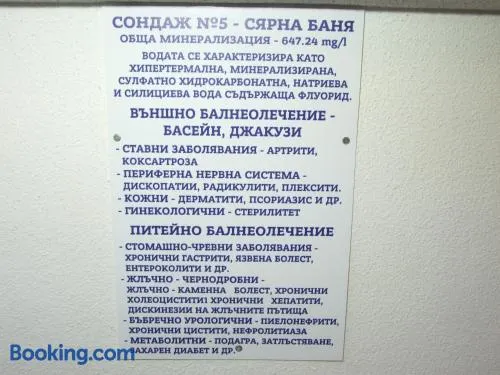 СОНДАЖ №5 - СЯРНА БАНЯ
ОБЩА МИНЕРАЛИЗАЦИЯ - 647.24 mg/l
ВОДАТА СЕ ХАРАКТЕРИЗИРА КАТО
ХИПЕРТЕРМАЛНА, МИНЕРАЛИЗИРАНА,
СУЛФАТНО ХИДРОКАРБОНАТНА, НАТРИЕВА
И СИЛИЦИЕВА ВОДА СЪДЪРЖАЩА ФЛУОРИД.
ВЪНШНО БАЛНЕОЛЕЧЕНИЕ -
БАСЕЙН, ДЖАКУЗИ
- СТАВНИ ЗАБОЛЯВАНИЯ - АРТРИТИ,
КОКСАРТРОЗА
- ПЕРИФЕРНА НЕРВНА СИСТЕМА -
ДИСКОПАТИИ, РАДИКУЛИТИ, ПЛЕКСИТИ.
- КОЖНИ - ДЕРМАТИТИ, ПСОРИАЗИС И ДР.
- ГИНЕКОЛОГИЧНИ - СТЕРИЛИТЕТ
ПИТЕЙНО БАЛНЕОЛЕЧЕНИЕ
- СТОМАШНО-ЧРЕВНИ ЗАБОЛЯВАНИЯ -
ХРОНИЧНИ ГАСТРИТИ, ЯЗВЕНА БОЛЕСТ,
ЕНТЕРОКОЛИТИ И ДР.
- ЖЛЪЧНО - ЧЕРНОДРОБНИ -
ЖЛЪЧНО - КАМЕННА БОЛЕСТ, ХРОНИЧНИ
ХОЛЕОЦИСТИТИ1 ХРОНИЧНИ ХЕПАТИТИ,
ДИСКИНЕЗИИ НА ЖЛЪЧНИТЕ ПЪТИЩА
- БЪБРЕЧНО УРОЛОГИЧНИ - ПИЕЛОНЕФРИТИ,
ХРОНИЧНИ ЦИСТИТИ, НЕФРОЛИТИАЗА
- МЕТАБОЛИТНИ - ПОДАГРА, ЗАТЛЪСТЯВАНЕ,
ЗАХАРЕН ДИАБЕТ И ДР.
Booking.com